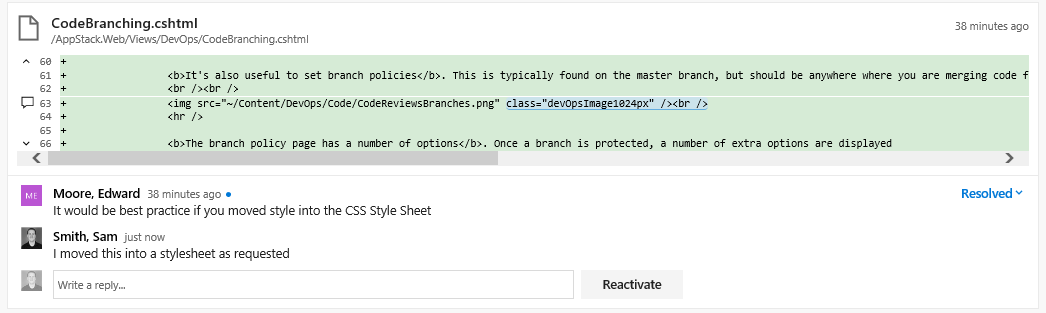 CodeBranching.cshtml
38 minutes ago
/AppStack.Web/Views/DevOps/CodeBranching.cshtml
60 +
61 + <b>It's also useful to set branch policies</b>. This is typically found on the master branch, but should be anywhere where you are merging code f
62 + <br /><br />
63 + <img src="~/Content/DevOps/Code/CodeReviewsBranches.png" class="devOpsImage1024px" /><br />
64 + <hr />
65 +
66 + <b>The branch policy page has a number of options</b>. Once a branch is protected, a number of extra options are displayed
ME Moore, Edward 38 minutes ago
Resolved
It would be best practice if you moved style into the CSS Style Sheet
Smith, Sam just now
I moved this into a stylesheet as requested
Write a reply...
Reactivate